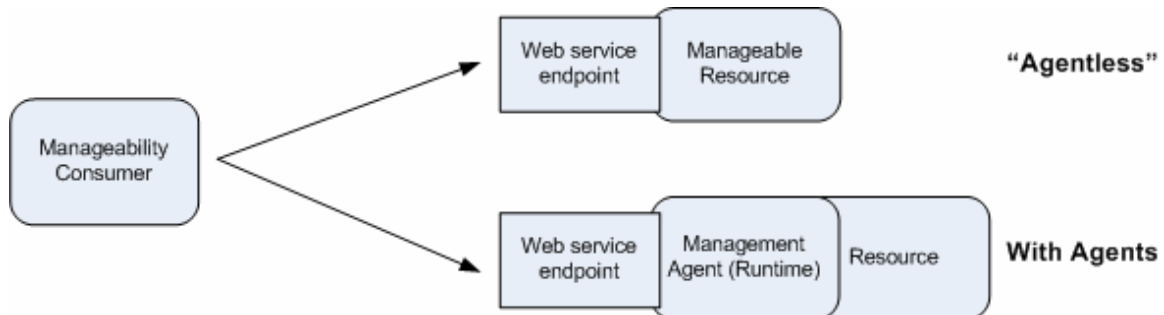 Manageability
Consumer
Web service
endpoint
Manageable
Resource
“Agentless”
Web service
endpoint
Management
Agent (Runtime)
Resource
With Agents